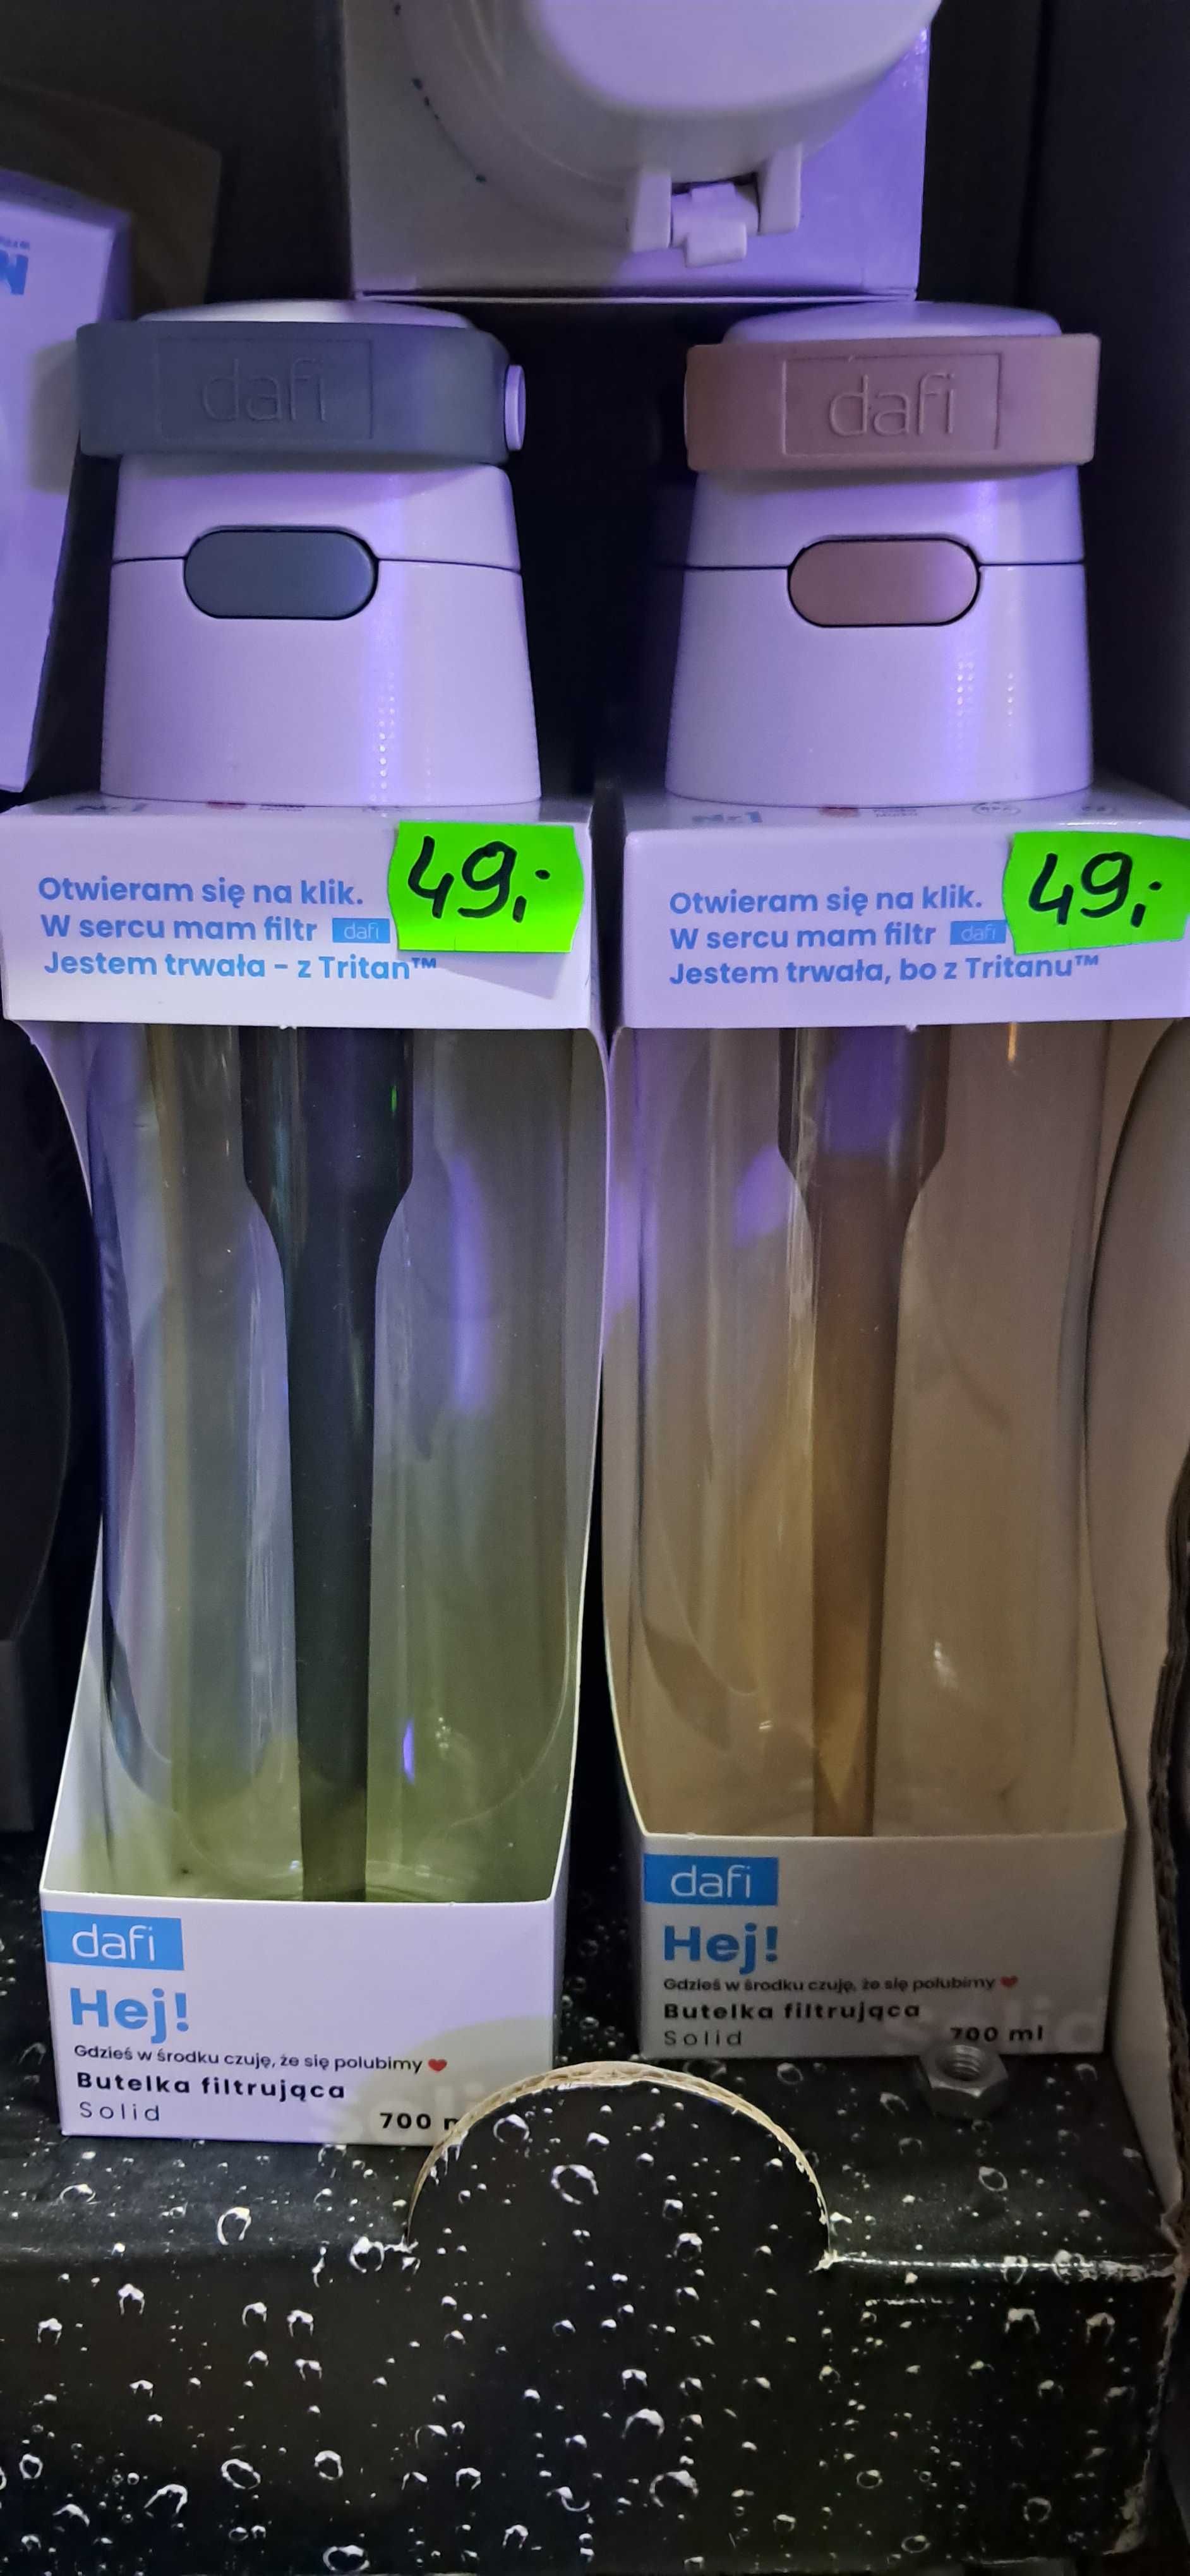 dafi
dafi
49,-
Otwieram się na klik.
W sercu mam filtr dafi
Jestem trwała - z Tritan™
49,-
Otwieram się na klik.
W sercu mam filtr dafi
Jestem trwała, bo z Tritanu™
dafi
Hej!
Gdzieś w środku czuję, że się polubimy ❤
Butelka filtrująca
Solid
700 ml
dafi
Hej!
Gdzieś w środku czuję, że się polubimy ❤
Butelka filtrująca
Solid
700